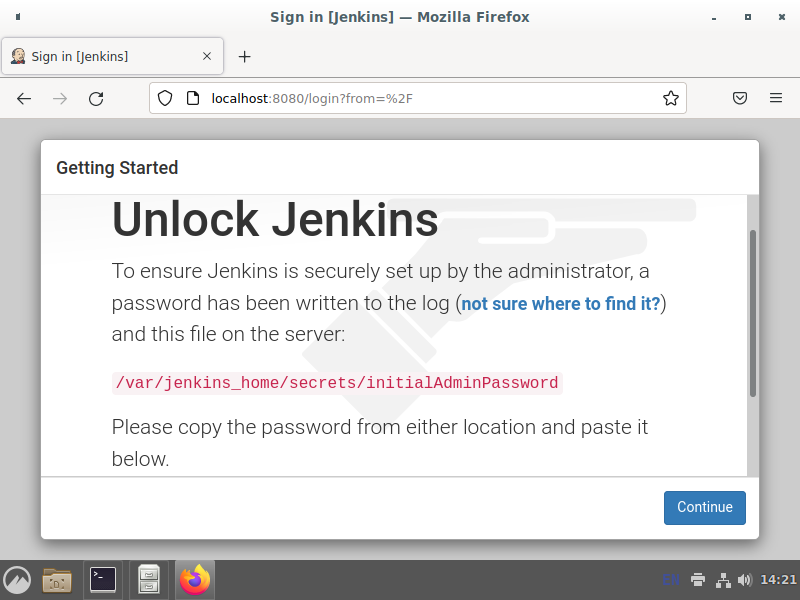 Sign in [Jenkins] — Mozilla Firefox
Sign in [Jenkins]
localhost:8080/login?from=%2F
Getting Started
Unlock Jenkins
To ensure Jenkins is securely set up by the administrator, a
password has been written to the log (not sure where to find it?)
and this file on the server:
/var/jenkins_home/secrets/initialAdminPassword
Please copy the password from either location and paste it
below.
Continue
EN 14:21